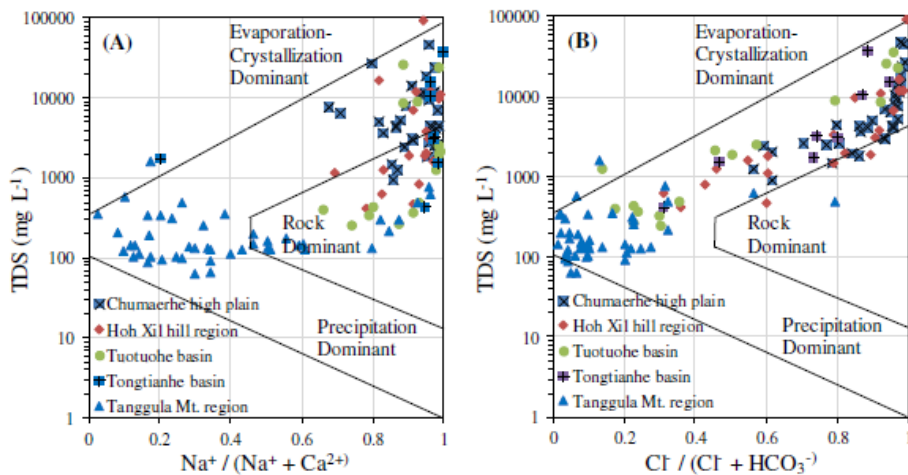 (A)
Evaporation-
Crystallization
Dominant
Rock
Dominant
Precipitation
Dominant
Chumaerhe high plain
Hoh Xil hill region
Tuotuohe basin
Tongtianhe basin
Tanggula Mt. region
100000
10000
1000
100
10
1
TDS (mg L⁻¹)
0 0.2 0.4 0.6 0.8 1
Na⁺ / (Na⁺ + Ca²⁺)
(B)
Evaporation-
Crystallization
Dominant
Rock
Dominant
Precipitation
Dominant
Chumaerhe high plain
Hoh Xil hill region
Tuotuohe basin
Tongtianhe basin
Tanggula Mt. region
100000
10000
1000
100
10
1
TDS (mg L⁻¹)
0 0.2 0.4 0.6 0.8 1
Cl⁻ / (Cl⁻ + HCO₃⁻)